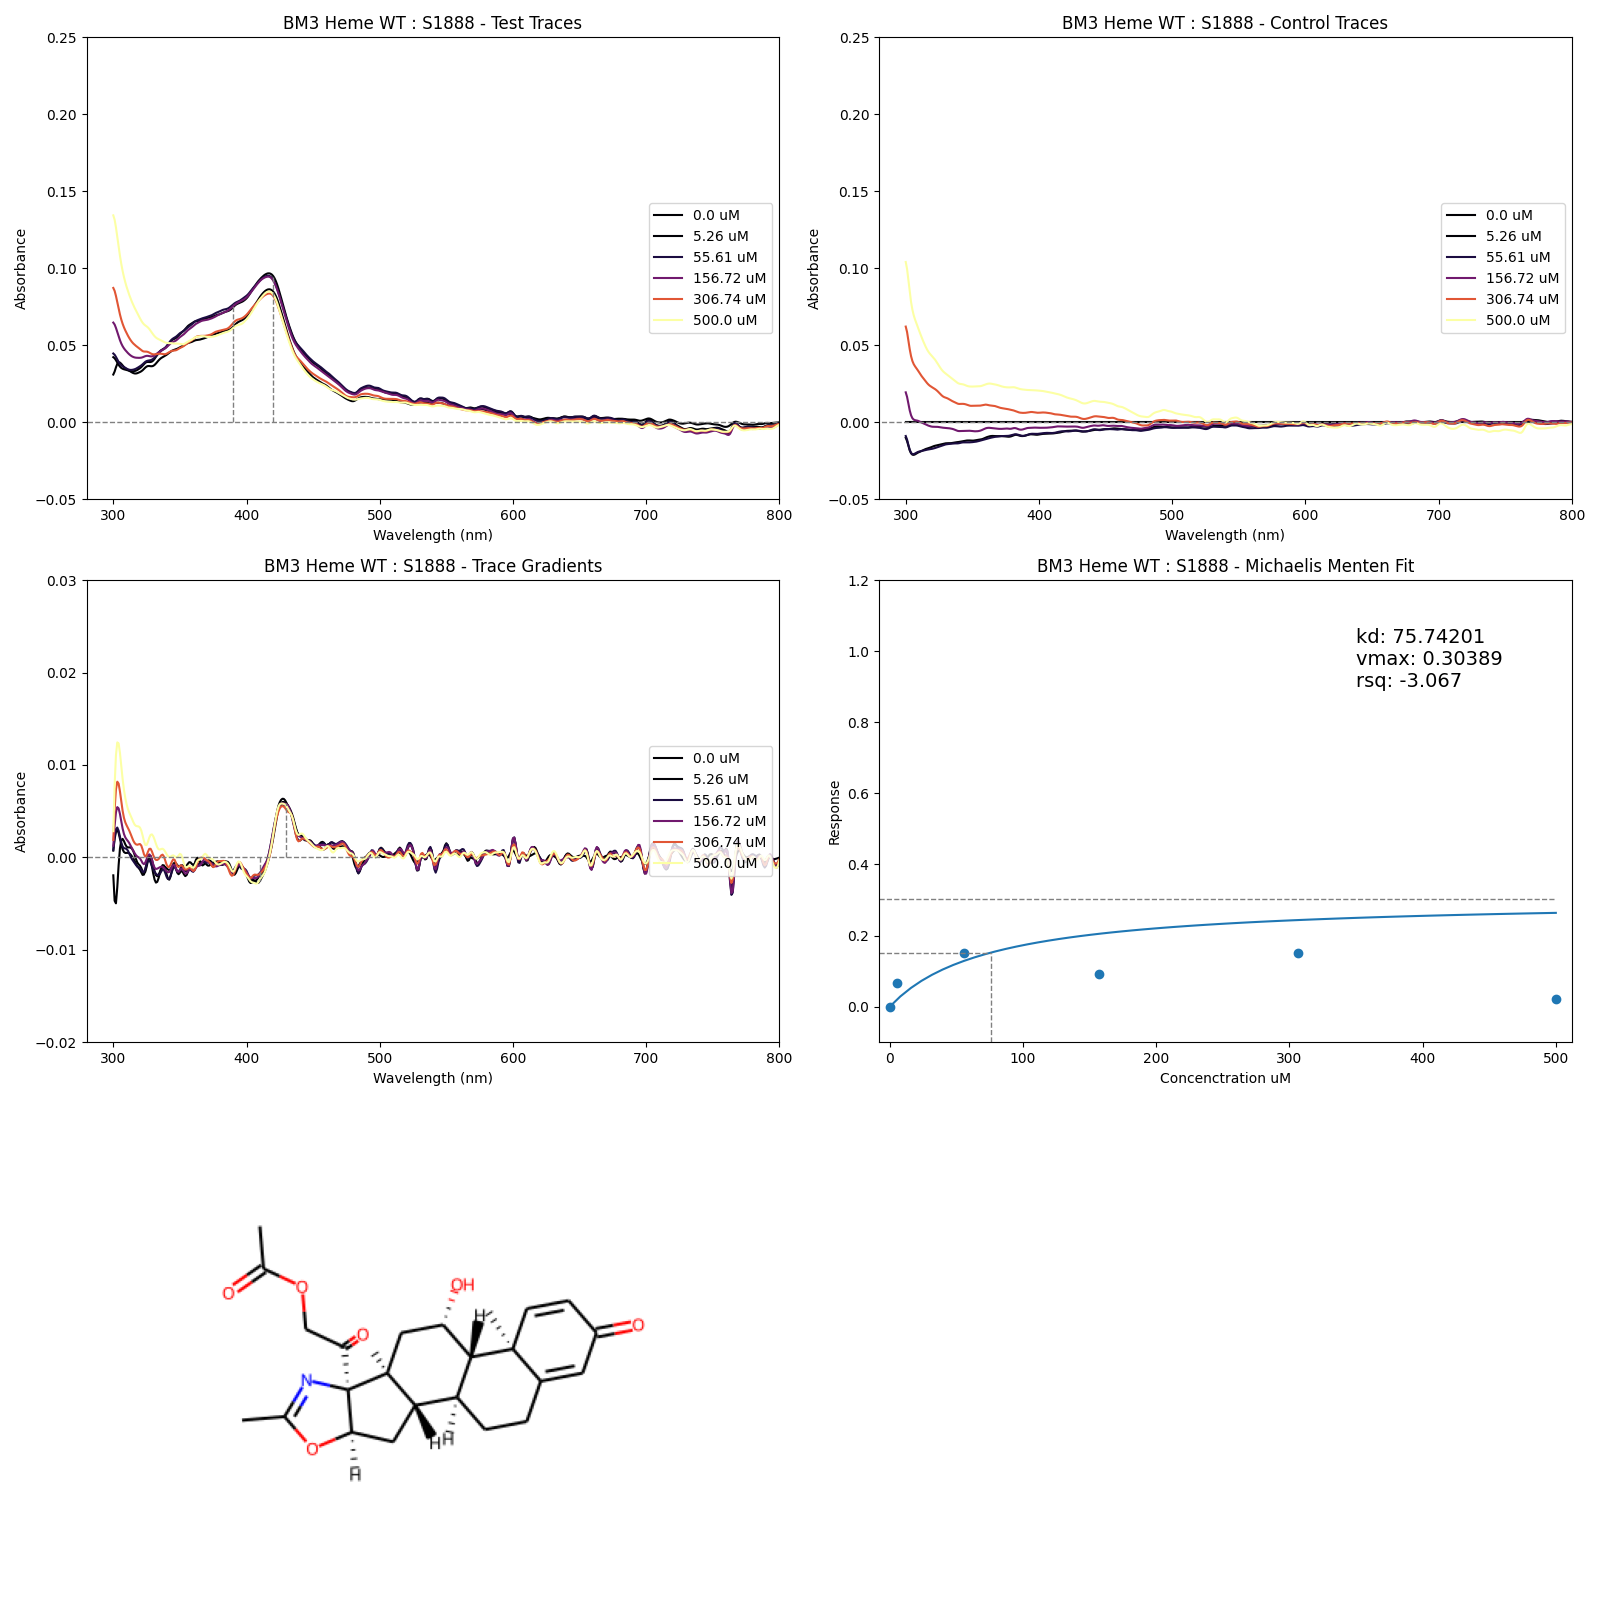 BM3 Heme WT : S1888 - Test Traces
0.25
0.20
0.15
0.10
0.05
0.00
−0.05
Absorbance
300 400 500 600 700 800
Wavelength (nm)
0.0 uM
5.26 uM
55.61 uM
156.72 uM
306.74 uM
500.0 uM
BM3 Heme WT : S1888 - Control Traces
0.25
0.20
0.15
0.10
0.05
0.00
−0.05
Absorbance
300 400 500 600 700 800
Wavelength (nm)
0.0 uM
5.26 uM
55.61 uM
156.72 uM
306.74 uM
500.0 uM
BM3 Heme WT : S1888 - Trace Gradients
0.03
0.02
0.01
0.00
−0.01
−0.02
Absorbance
300 400 500 600 700 800
Wavelength (nm)
0.0 uM
5.26 uM
55.61 uM
156.72 uM
306.74 uM
500.0 uM
BM3 Heme WT : S1888 - Michaelis Menten Fit
1.2
1.0
0.8
0.6
0.4
0.2
0.0
Response
kd: 75.74201
vmax: 0.30389
rsq: -3.067
0 100 200 300 400 500
Concenctration uM
O
O
O
OH
H
O
N
O
H
H
H